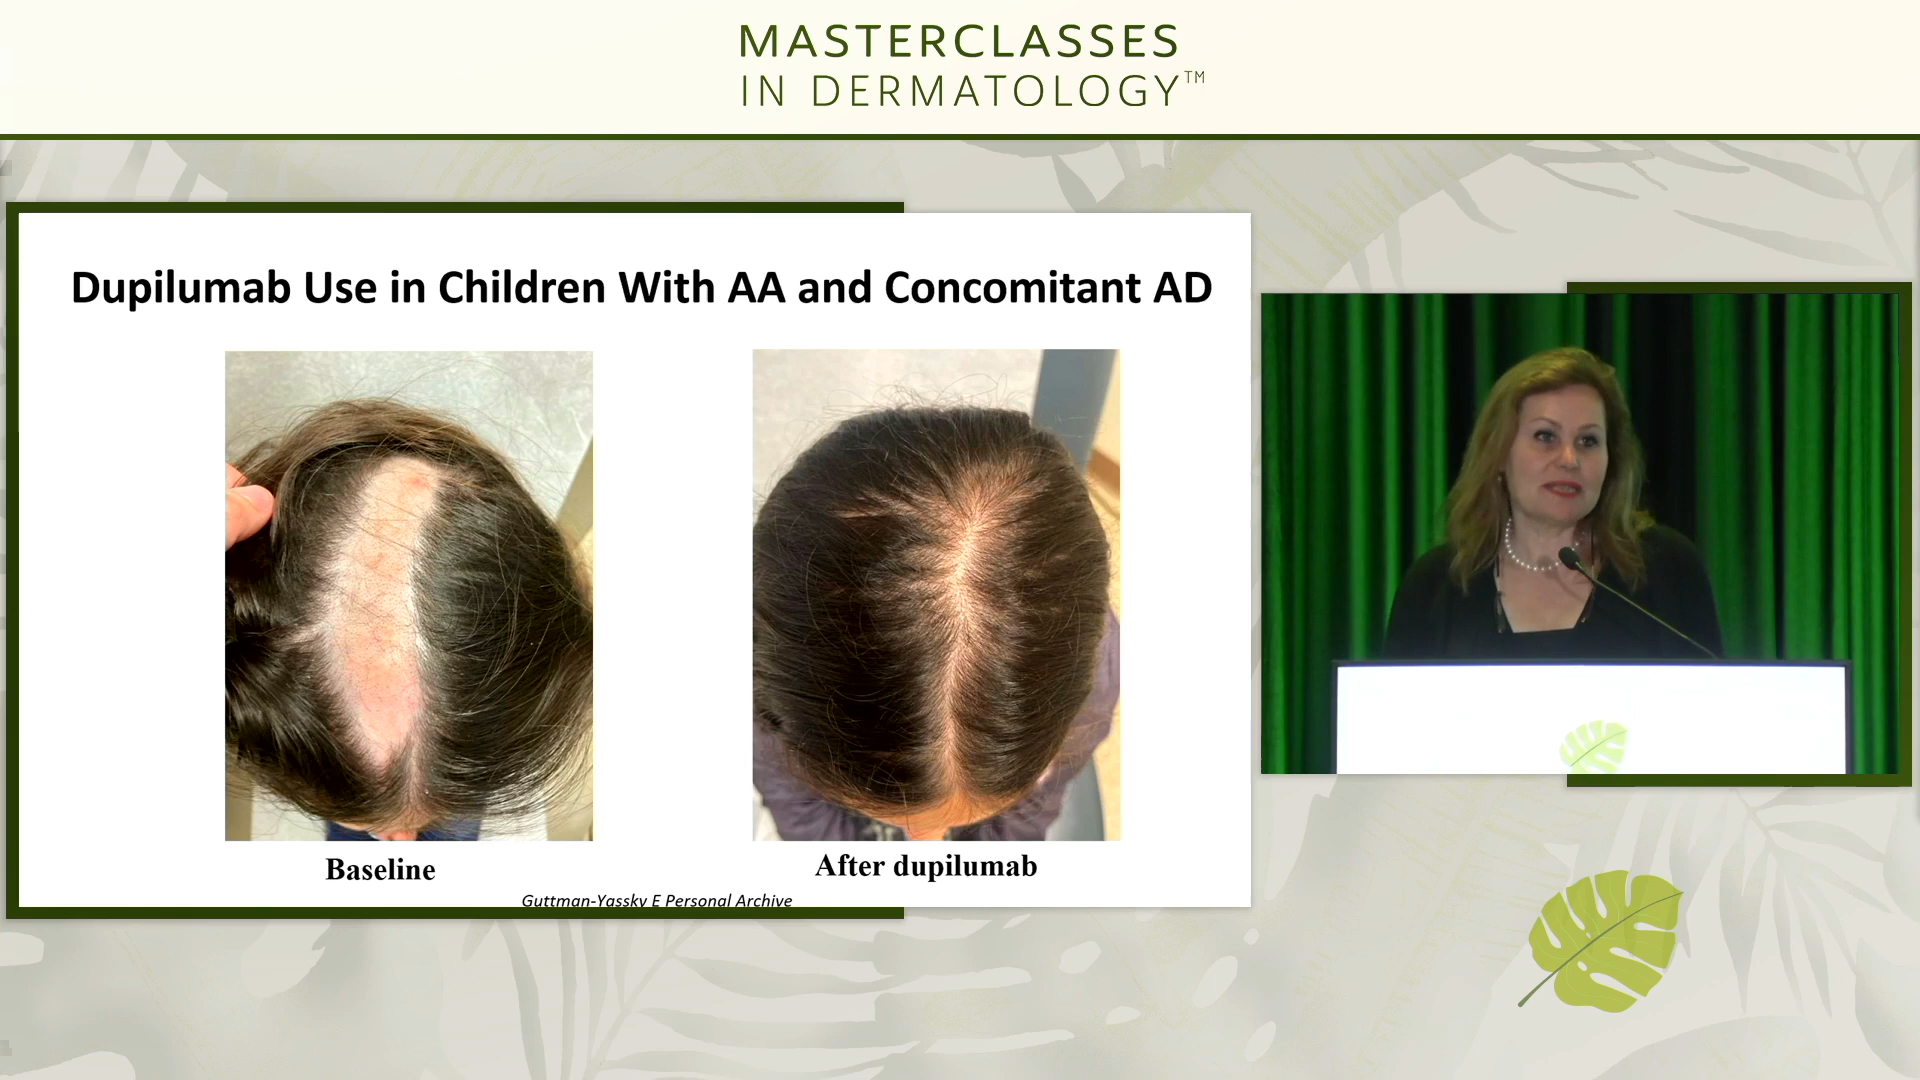 MASTERCLASSES
IN DERMATOLOGY™
Dupilumab Use in Children With AA and Concomitant AD
Baseline
After dupilumab
Guttman-Yassky E Personal Archive